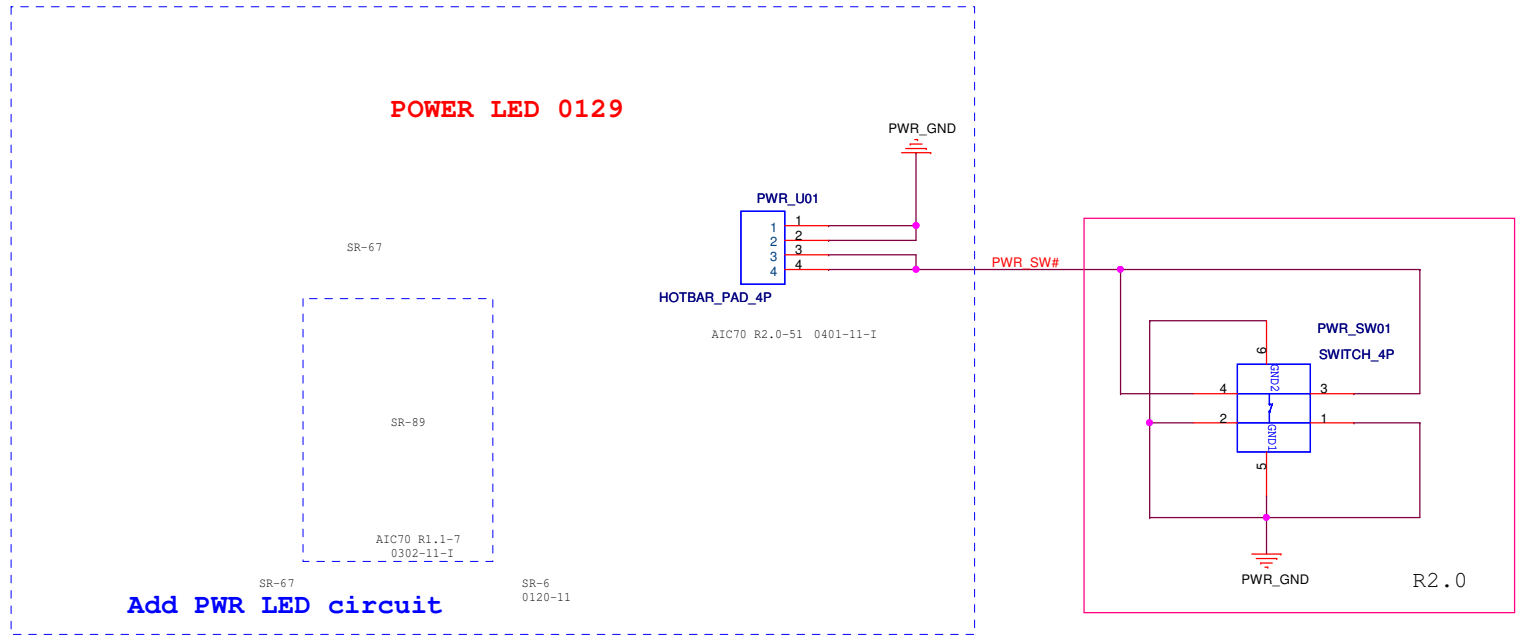 POWER LED 0129
PWR_GND
PWR_U01
1
2
3
4
1
2
3
4
HOTBAR_PAD_4P
AIC70 R2.0-51 0401-11-I
PWR_SW#
SR-67
SR-89
AIC70 R1.1-7
0302-11-I
SR-67
SR-6
0120-11
Add PWR LED circuit
PWR_SW01
SWITCH_4P
6
GND2
4
3
2
1
GND1
5
PWR_GND
R2.0